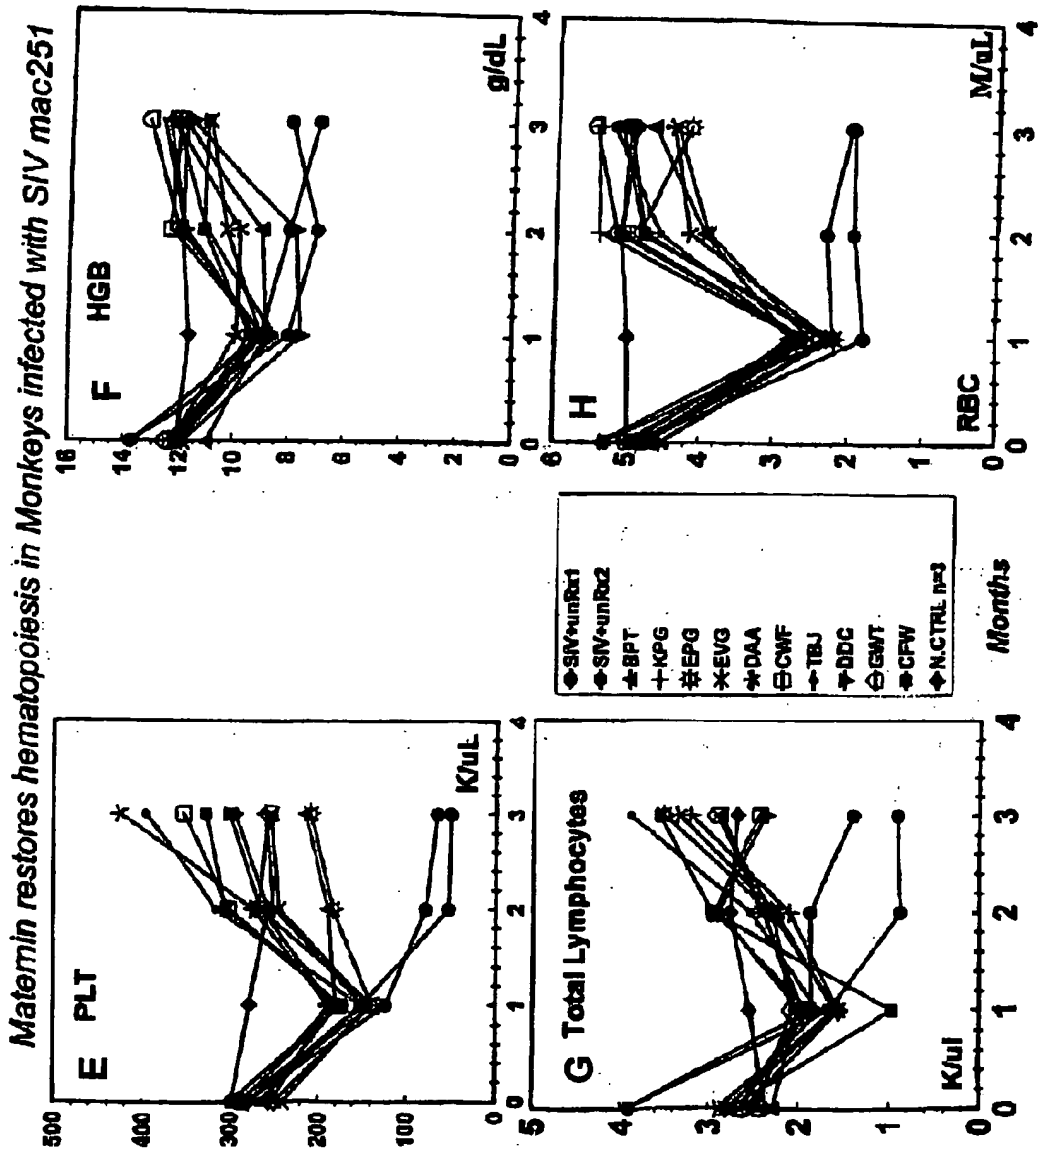 Maternin restores hematopoiesis in Monkeys infected with SIV mac251
E PLT
500
400
300
200
100
0
0 1 2 3 4
K/uL
F HGB
16
14
12
10
8
6
4
2
0
0 1 2 3 4
g/dL
G Total Lymphocytes
5
4
3
2
1
0
0 1 2 3 4
K/ul
SIV+unRx1
SIV+unRx2
BPT
KPG
EPG
EVG
DAA
CWF
TBJ
DDC
GWT
CFW
N.CTRL n=3
Months
H
6
5
4
3
2
1
0
0 1 2 3 4
RBC
M/uL